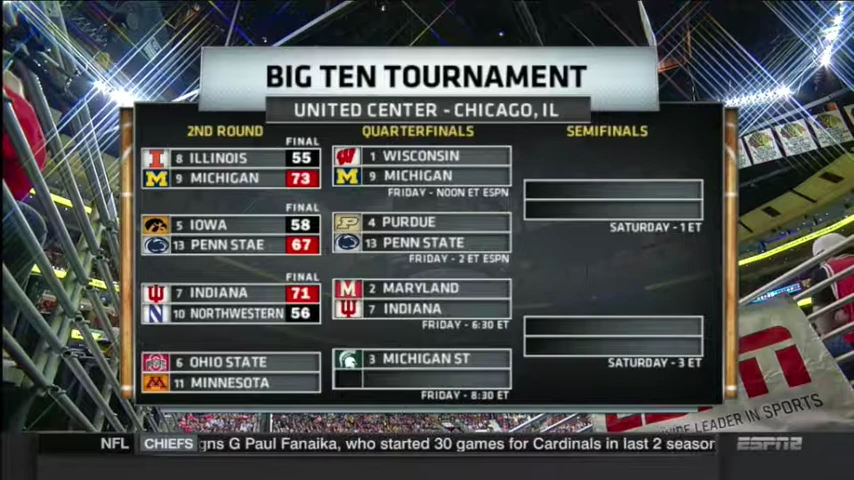 BIG TEN TOURNAMENT
UNITED CENTER - CHICAGO, IL
2ND ROUND
QUARTERFINALS
SEMIFINALS
FINAL
8 ILLINOIS 55
M 9 MICHIGAN 73
FINAL
5 IOWA 58
13 PENN STAE 67
FINAL
7 INDIANA 71
N 10 NORTHWESTERN 56
6 OHIO STATE
M 11 MINNESOTA
W 1 WISCONSIN
M 9 MICHIGAN
FRIDAY - NOON ET ESPN
P 4 PURDUE
13 PENN STATE
FRIDAY - 2 ET ESPN
M 2 MARYLAND
7 INDIANA
FRIDAY - 6:30 ET
3 MICHIGAN ST
FRIDAY - 8:30 ET
SATURDAY - 1 ET
SATURDAY - 3 ET
LEADER IN SPORTS
NFL CHIEFS gns G Paul Fanaika, who started 30 games for Cardinals in last 2 season
ESPN2